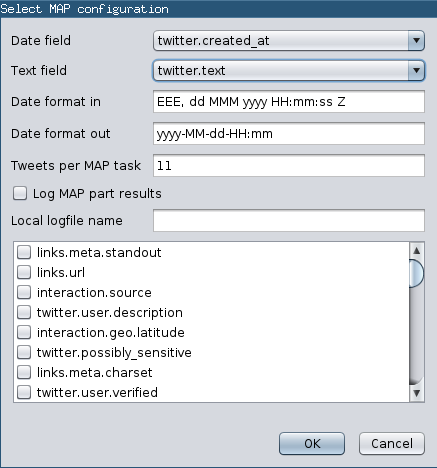 Select MAP configuration
Date field twitter.created_at
Text field twitter.text
Date format in EEE, dd MMM yyyy HH:mm:ss Z
Date format out yyyy-MM-dd-HH:mm
Tweets per MAP task 11
Log MAP part results
Local logfile name
links.meta.standout
links.url
interaction.source
twitter.user.description
interaction.geo.latitude
twitter.possibly_sensitive
links.meta.charset
twitter.user.verified
OK Cancel